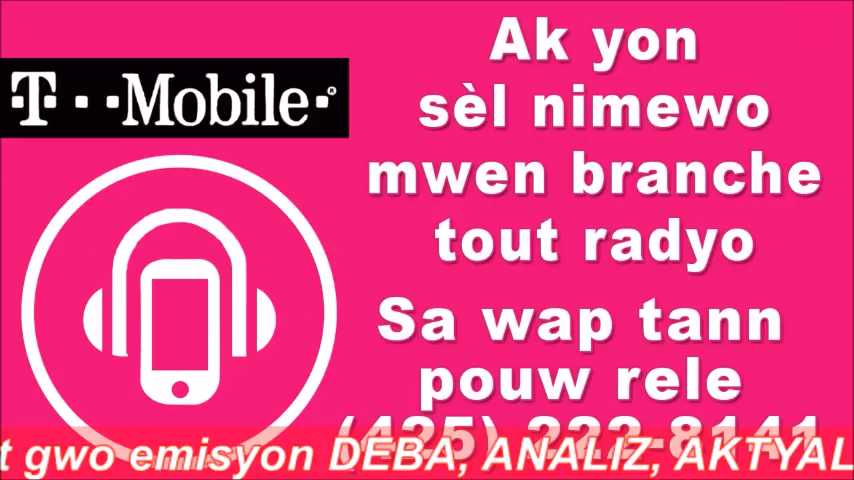 T··Mobile·®
Ak yon
sèl nimewo
mwen branche
tout radyo
Sa wap tann
pouw rele
(425) 222-8141
t gwo emisyon DEBA, ANALIZ, AKTYAL